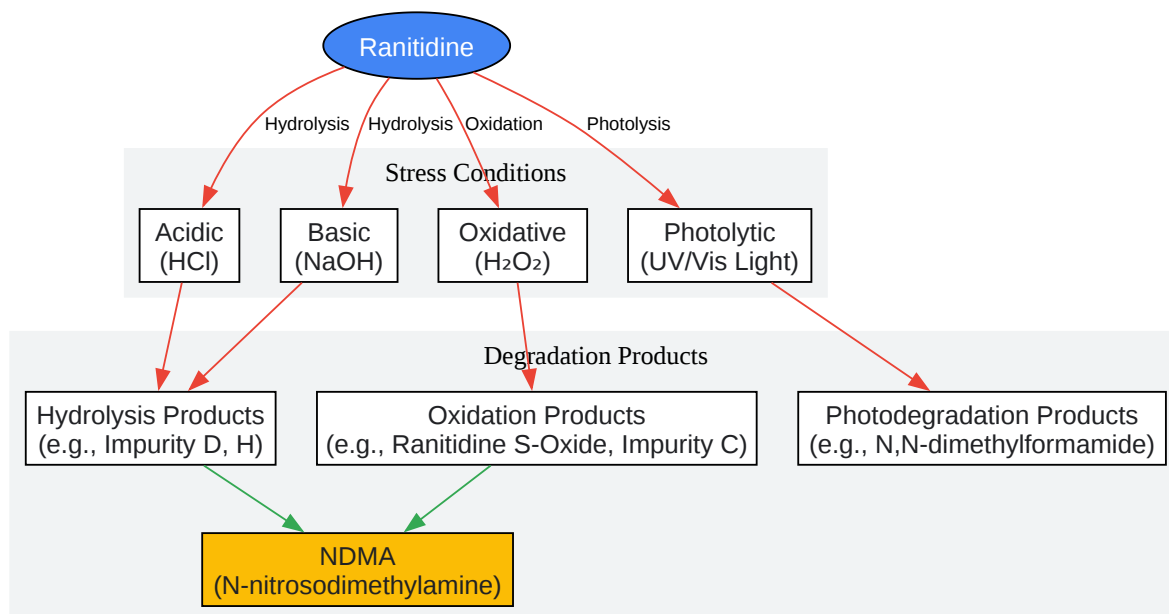 Ranitidine
Hydrolysis
Hydrolysis
Oxidation
Photolysis
Stress Conditions
Acidic
(HCl)
Basic
(NaOH)
Oxidative
(H₂O₂)
Photolytic
(UV/Vis Light)
Degradation Products
Hydrolysis Products
(e.g., Impurity D, H)
Oxidation Products
(e.g., Ranitidine S-Oxide, Impurity C)
Photodegradation Products
(e.g., N,N-dimethylformamide)
NDMA
(N-nitrosodimethylamine)